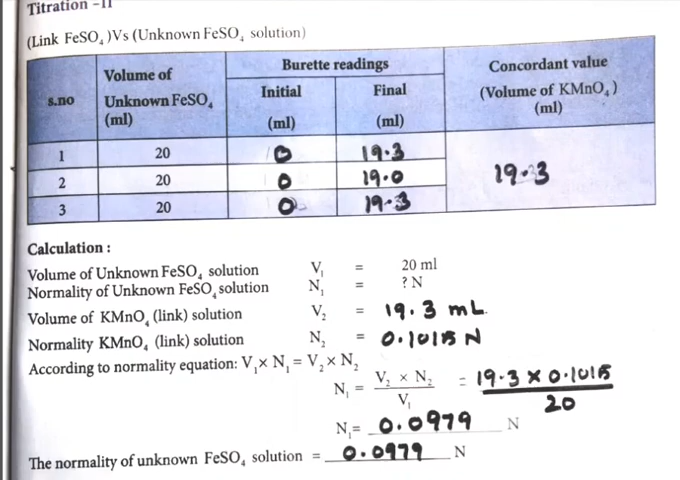 Titration -II
(Link FeSO₄)Vs (Unknown FeSO₄ solution)
s.no Volume of Unknown FeSO₄ (ml) Burette readings Initial (ml) Final (ml) Concordant value (Volume of KMnO₄) (ml)
1 20 0 19.3
2 20 0 19.0 19.3
3 20 0 19.3
Calculation :
Volume of Unknown FeSO₄ solution V₁ = 20 ml
Normality of Unknown FeSO₄ solution N₁ = ? N
Volume of KMnO₄ (link) solution V₂ = 19.3 mL
Normality KMnO₄ (link) solution N₂ = N
According to normality equation: V₁× N₁ = V₂× N₂
N₁ = V₂ × N₂ / V₁ = 19.3 × / 20
N₁= 0.0979 N
The normality of unknown FeSO₄ solution = 0.0979 N